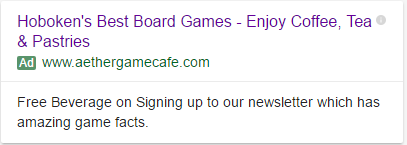 Hoboken's Best Board Games - Enjoy Coffee, Tea
& Pastries
Ad www.aethergamecafe.com
Free Beverage on Signing up to our newsletter which has
amazing game facts.